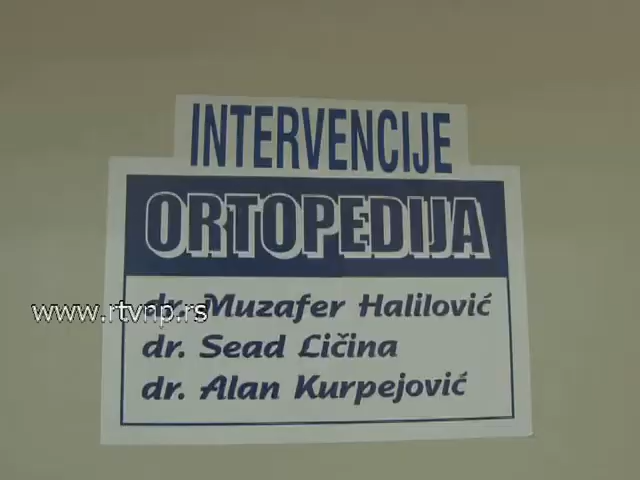 INTERVENCIJE
ORTOPEDIJA
dr. Muzafer Halilović
www.rtvnp.rs
dr. Sead Ličina
dr. Alan Kurpejović